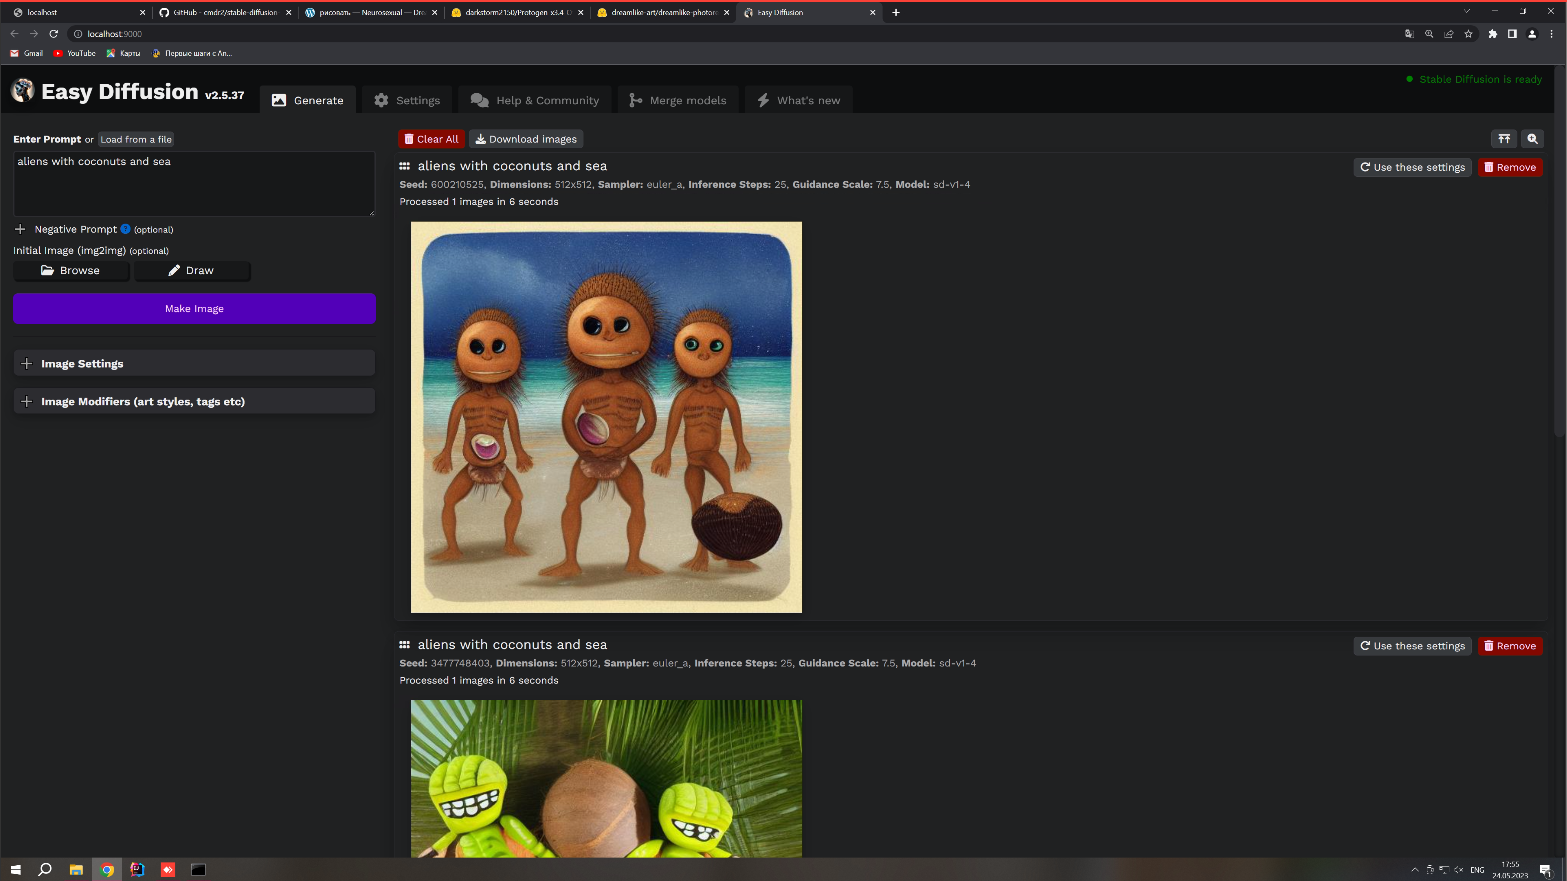 localhost
GitHub - cmdr2/stable-diffusion
рисовать — Neurosexual — Dre
darkstorm2150/Protogen x3.4 O
dreamlike-art/dreamlike-photoro
Easy Diffusion
localhost:9000
Gmail
YouTube
Карты
Первые шаги с An...
Easy Diffusion v2.5.37
Generate
Settings
Help & Community
Merge models
What's new
Stable Diffusion is ready
Enter Prompt or Load from a file
aliens with coconuts and sea
Negative Prompt ? (optional)
Initial Image (img2img) (optional)
Browse
Draw
Make Image
Image Settings
Image Modifiers (art styles, tags etc)
Clear All
Download images
aliens with coconuts and sea
Use these settings
Remove
Seed: 600210525, Dimensions: 512x512, Sampler: euler_a, Inference Steps: 25, Guidance Scale: 7.5, Model: sd-v1-4
Processed 1 images in 6 seconds
aliens with coconuts and sea
Use these settings
Remove
Seed: 3477748403, Dimensions: 512x512, Sampler: euler_a, Inference Steps: 25, Guidance Scale: 7.5, Model: sd-v1-4
Processed 1 images in 6 seconds
ENG
17:55
24.05.2023